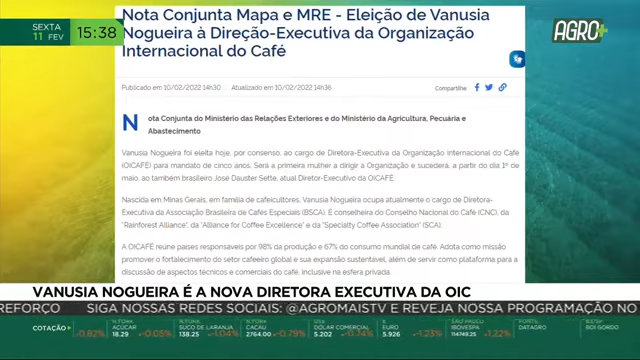 SEXTA
11 FEV
15:38
AGRO+
Nota Conjunta Mapa e MRE - Eleição de Vanusia
Nogueira à Direção-Executiva da Organização
Internacional do Café
Publicado em 10/02/2022 14h30
Atualizado em 10/02/2022 14h36
Compartilhe:
Nota Conjunta do Ministério das Relações Exteriores e do Ministério da Agricultura, Pecuária e
Abastecimento
Vanusia Nogueira foi eleita hoje, por consenso, ao cargo de Diretora-Executiva da Organização Internacional do Café
(OICAFÉ) para mandato de cinco anos. Será a primeira mulher a dirigir a Organização e sucederá, a partir do dia 1º de
maio, ao também brasileiro José Dauster Sette, atual Diretor-Executivo da OICAFÉ.
Nascida em Minas Gerais, em família de cafeicultores, Vanusia Nogueira ocupa atualmente o cargo de Diretora-
Executiva da Associação Brasileira de Cafés Especiais (BSCA). É conselheira do Conselho Nacional do Café (CNC), da
"Rainforest Alliance", da "Alliance for Coffee Excellence" e da "Specialty Coffee Association" (SCA).
A OICAFÉ reúne países responsáveis por 98% da produção e 67% do consumo mundial de café. Adota como missão
promover o fortalecimento do setor cafeeiro global e sua expansão sustentável, além de servir como plataforma para a
discussão de aspectos técnicos e comerciais do café, inclusive na esfera privada.
VANUSIA NOGUEIRA É A NOVA DIRETORA EXECUTIVA DA OIC
REFORÇO SIGA NOSSAS REDES SOCIAIS: @AGROMAISTV E REVEJA NOSSA PROGRAMAÇÃO NO
COTAÇÃO -0.82% N.YORK AÇÚCAR 18.29 -0.05% N.YORK SUCO DE LARANJA 138.25 -1.04% N.YORK CACAU 2764.00 -0.79% DÓLAR COMERCIAL 5.202 -0.74% EURO 5.926 -1.23% SÃO PAULO IBOVESPA 114748.25 -1.22% FONTE: DATAGRO BOI GORDO